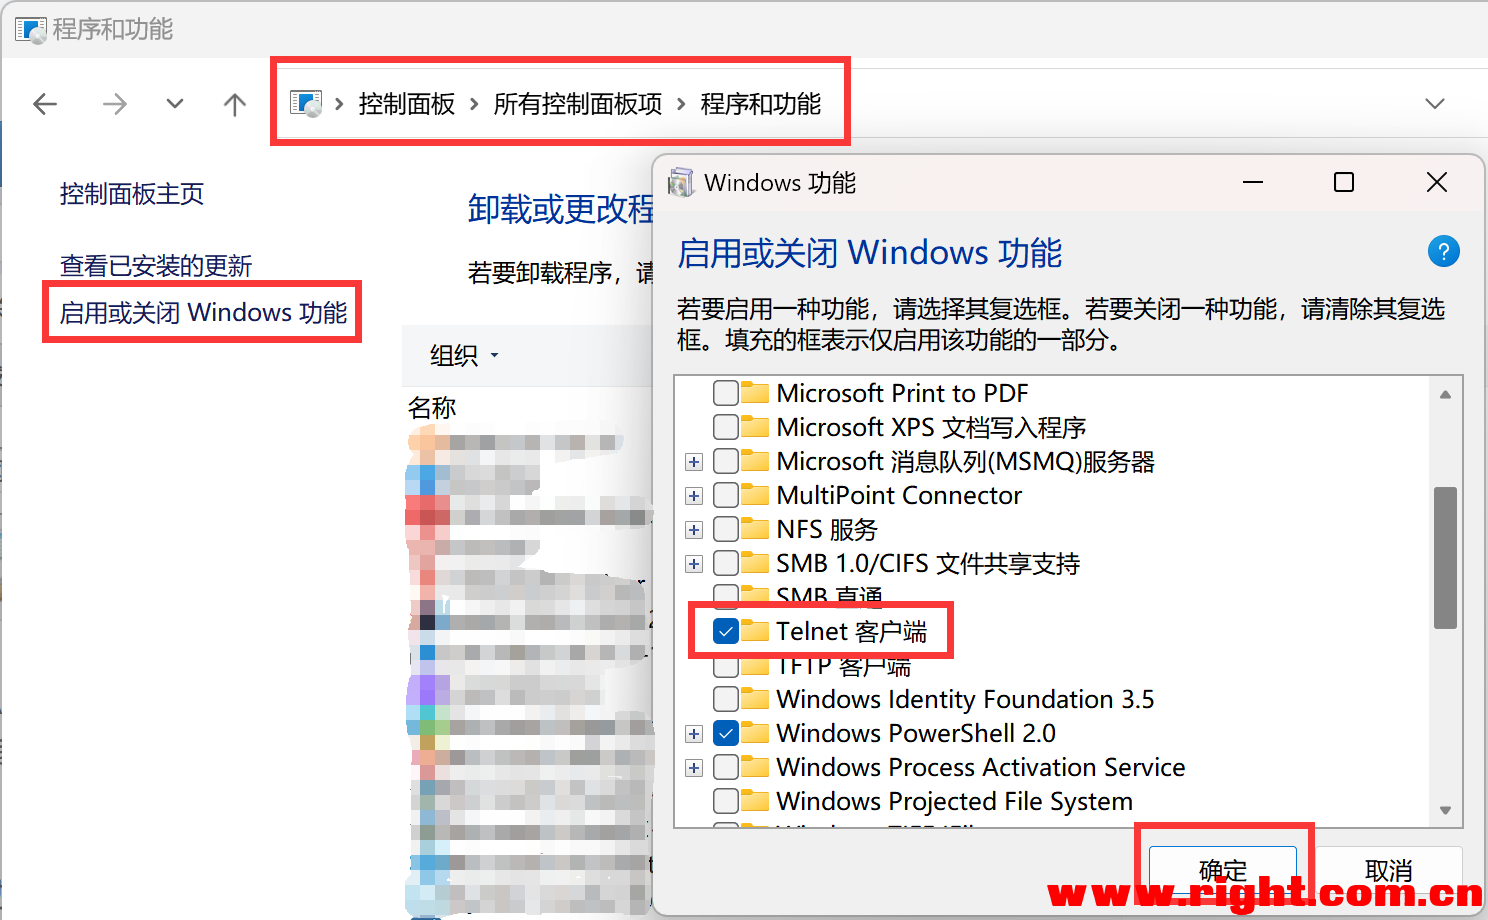 程序和功能
控制面板 › 所有控制面板项 › 程序和功能
控制面板主页
查看已安装的更新
启用或关闭 Windows 功能
卸载或更改程
若要卸载程序，请
组织
名称
Windows 功能
启用或关闭 Windows 功能
?
若要启用一种功能，请选择其复选框。若要关闭一种功能，请清除其复选
框。填充的框表示仅启用该功能的一部分。
Microsoft Print to PDF
Microsoft XPS 文档写入程序
Microsoft 消息队列(MSMQ)服务器
MultiPoint Connector
NFS 服务
SMB 1.0/CIFS 文件共享支持
SMB 直通
Telnet 客户端
TFTP 客户端
Windows Identity Foundation 3.5
Windows PowerShell 2.0
Windows Process Activation Service
Windows Projected File System
确定
取消
www.right.com.cn